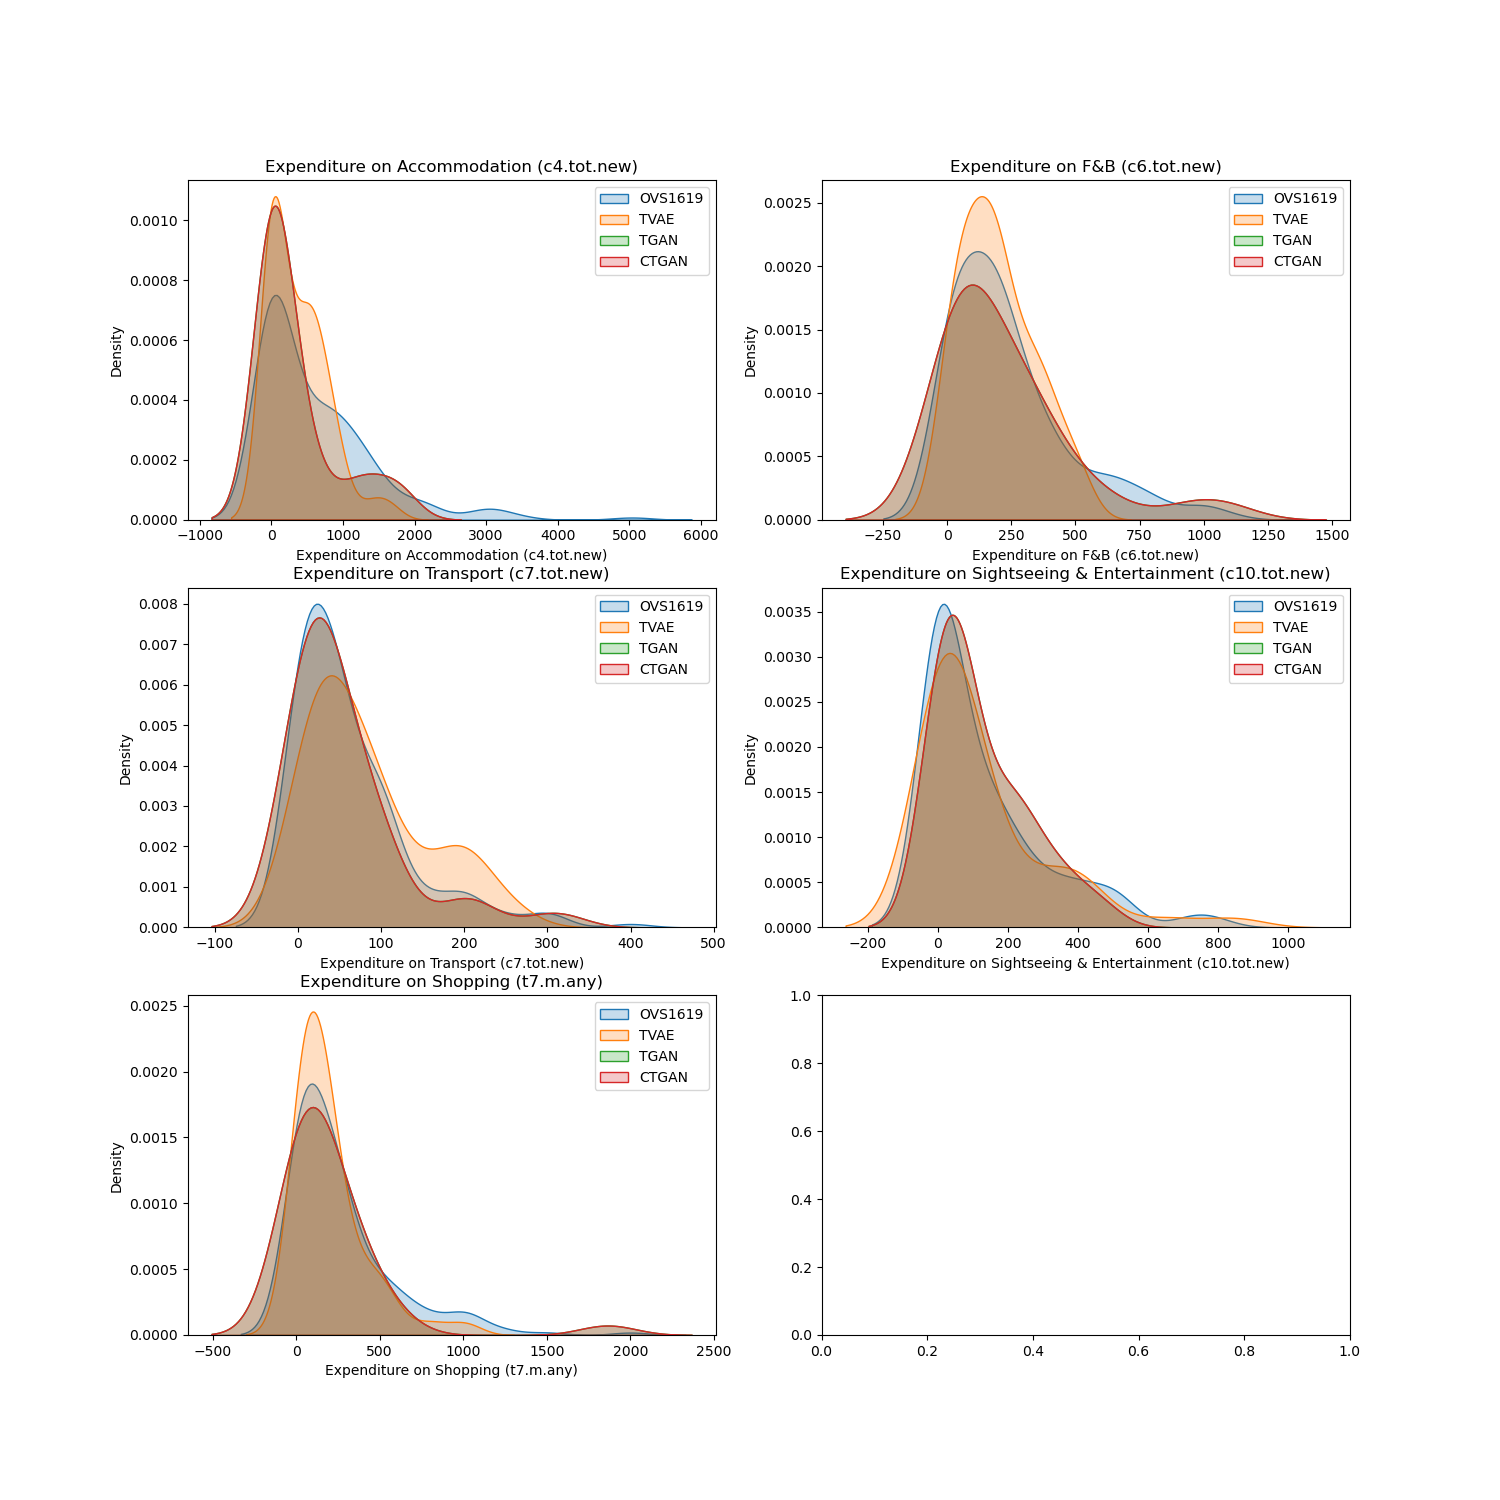 Expenditure on Accommodation (c4.tot.new)
0.0010
0.0008
0.0006
0.0004
0.0002
0.0000
Density
OVS1619
TVAE
TGAN
CTGAN
−1000 0 1000 2000 3000 4000 5000 6000
Expenditure on Accommodation (c4.tot.new)
Expenditure on F&B (c6.tot.new)
0.0025
0.0020
0.0015
0.0010
0.0005
0.0000
Density
OVS1619
TVAE
TGAN
CTGAN
−250 0 250 500 750 1000 1250 1500
Expenditure on F&B (c6.tot.new)
Expenditure on Transport (c7.tot.new)
0.008
0.007
0.006
0.005
0.004
0.003
0.002
0.001
0.000
Density
OVS1619
TVAE
TGAN
CTGAN
−100 0 100 200 300 400 500
Expenditure on Transport (c7.tot.new)
Expenditure on Sightseeing & Entertainment (c10.tot.new)
0.0035
0.0030
0.0025
0.0020
0.0015
0.0010
0.0005
0.0000
Density
OVS1619
TVAE
TGAN
CTGAN
−200 0 200 400 600 800 1000
Expenditure on Sightseeing & Entertainment (c10.tot.new)
Expenditure on Shopping (t7.m.any)
0.0025
0.0020
0.0015
0.0010
0.0005
0.0000
Density
OVS1619
TVAE
TGAN
CTGAN
−500 0 500 1000 1500 2000 2500
Expenditure on Shopping (t7.m.any)
1.0
0.8
0.6
0.4
0.2
0.0
0.0 0.2 0.4 0.6 0.8 1.0